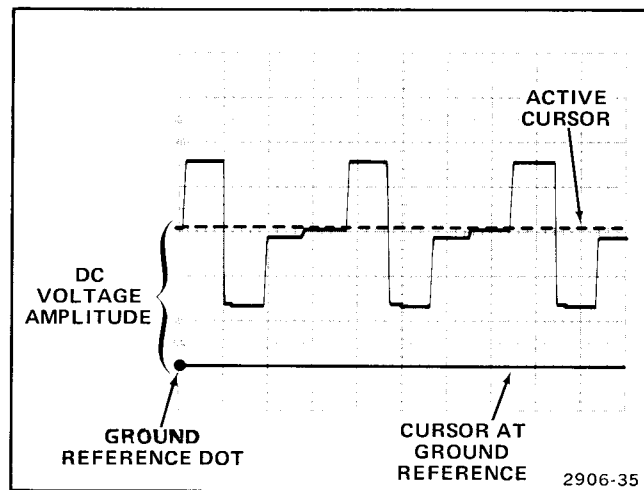 ACTIVE
CURSOR
DC
VOLTAGE
AMPLITUDE
GROUND
REFERENCE DOT
CURSOR AT
GROUND
REFERENCE
2906-35